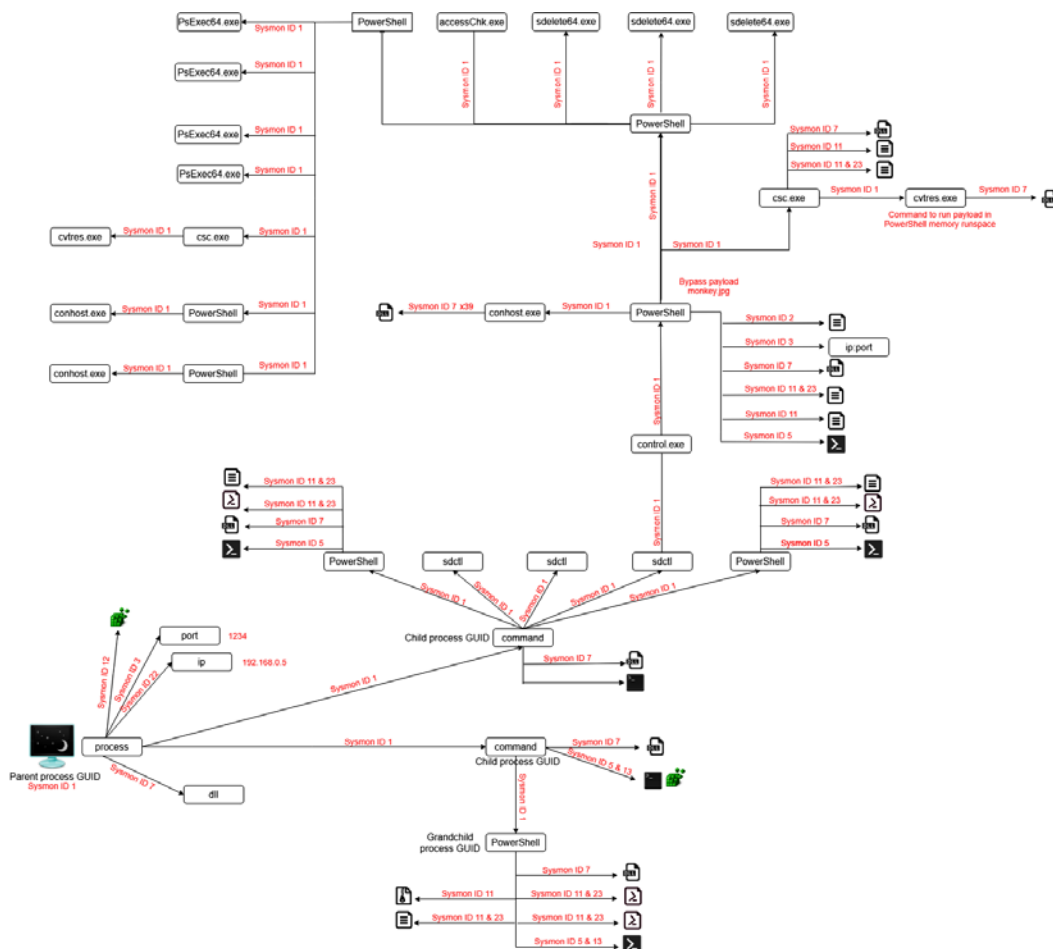 PsExec64.exe
Sysmon ID 1
PowerShell
accessChk.exe
sdelete64.exe
sdelete64.exe
sdelete64.exe
PsExec64.exe
Sysmon ID 1
Sysmon ID 1
Sysmon ID 1
Sysmon ID 1
Sysmon ID 1
PsExec64.exe
Sysmon ID 1
PowerShell
PsExec64.exe
Sysmon ID 1
Sysmon ID 1
Sysmon ID 7
Sysmon ID 11
Sysmon ID 11 & 23
csc.exe
Sysmon ID 1
cvtres.exe
Sysmon ID 7
Command to run payload in
PowerShell memory runspace
cvtres.exe
Sysmon ID 1
csc.exe
Sysmon ID 1
Sysmon ID 1
Sysmon ID 1
Bypass payload
monkey.jpg
conhost.exe
Sysmon ID 1
PowerShell
Sysmon ID 1
Sysmon ID 7 x39
conhost.exe
Sysmon ID 1
PowerShell
Sysmon ID 2
Sysmon ID 3
ip:port
Sysmon ID 7
Sysmon ID 11 & 23
Sysmon ID 11
Sysmon ID 5
conhost.exe
Sysmon ID 1
PowerShell
Sysmon ID 1
Sysmon ID 1
control.exe
Sysmon ID 1
Sysmon ID 11 & 23
Sysmon ID 11 & 23
Sysmon ID 7
Sysmon ID 5
Sysmon ID 11 & 23
Sysmon ID 11 & 23
Sysmon ID 7
Sysmon ID 5
PowerShell
sdctl
sdctl
sdctl
PowerShell
Sysmon ID 1
Sysmon ID 1
Sysmon ID 1
Sysmon ID 1
Sysmon ID 1
Child process GUID
command
Sysmon ID 7
port
1234
ip
192.168.0.5
Sysmon ID 12
Sysmon ID 3
Sysmon ID 22
Sysmon ID 1
process
Parent process GUID
Sysmon ID 1
Sysmon ID 7
dll
Sysmon ID 1
command
Child process GUID
Sysmon ID 7
Sysmon ID 5 & 13
Sysmon ID 1
Grandchild
process GUID
PowerShell
Sysmon ID 7
Sysmon ID 11
Sysmon ID 11 & 23
Sysmon ID 11 & 23
Sysmon ID 11 & 23
Sysmon ID 5 & 13